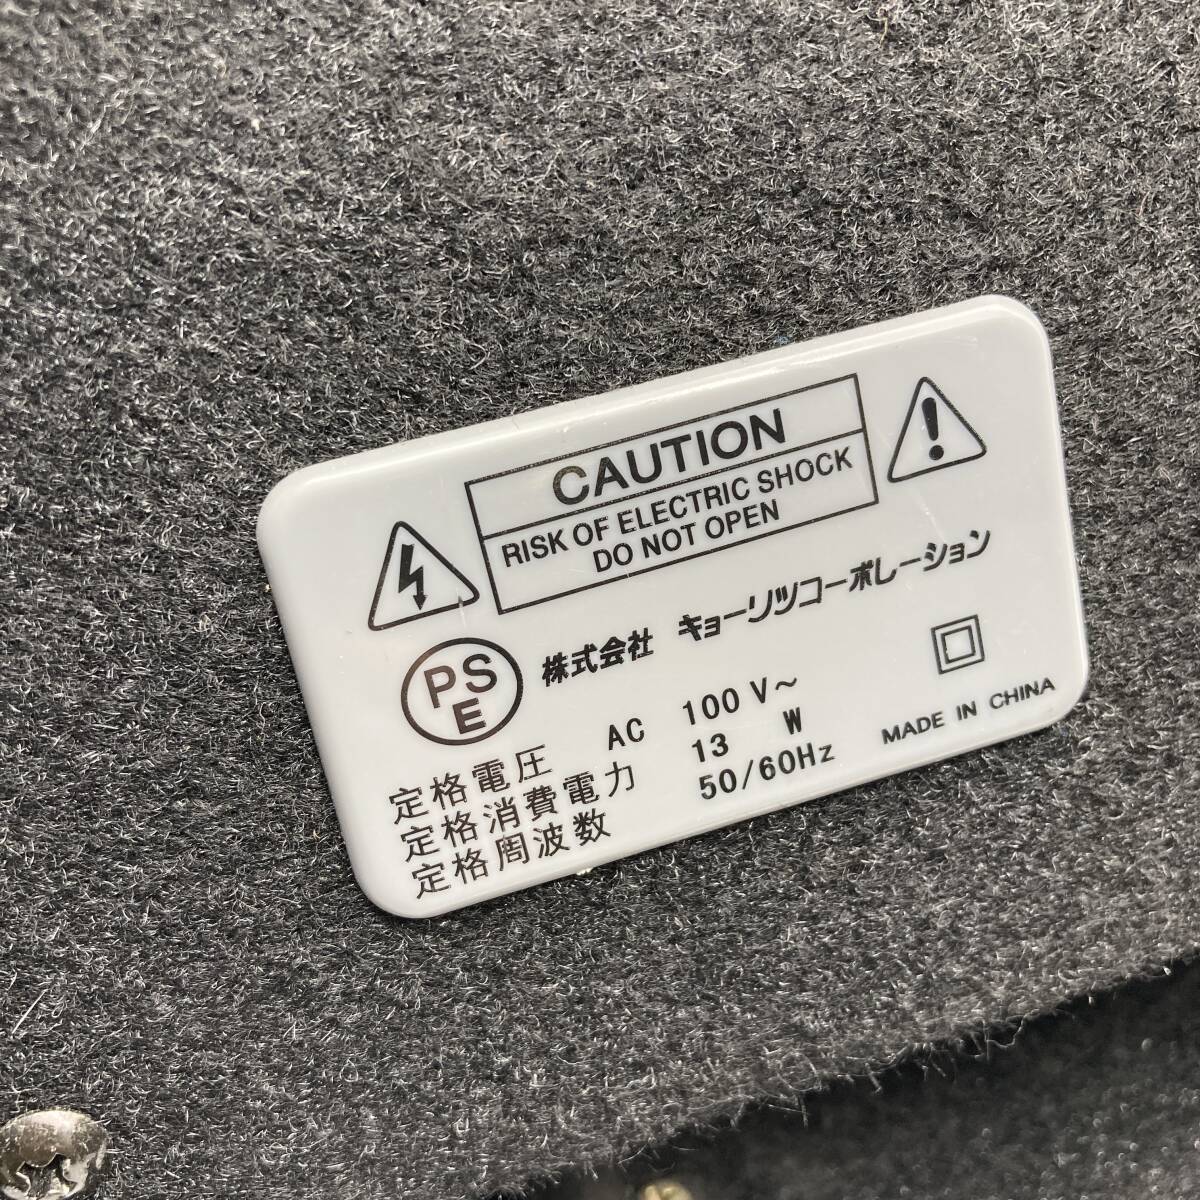 CAUTION
RISK OF ELECTRIC SHOCK
DO NOT OPEN
PSE 株式会社 キョーリツコーポレーション
定格電圧 AC 100 V～
定格消費電力 13 W
定格周波数 50/60Hz
MADE IN CHINA